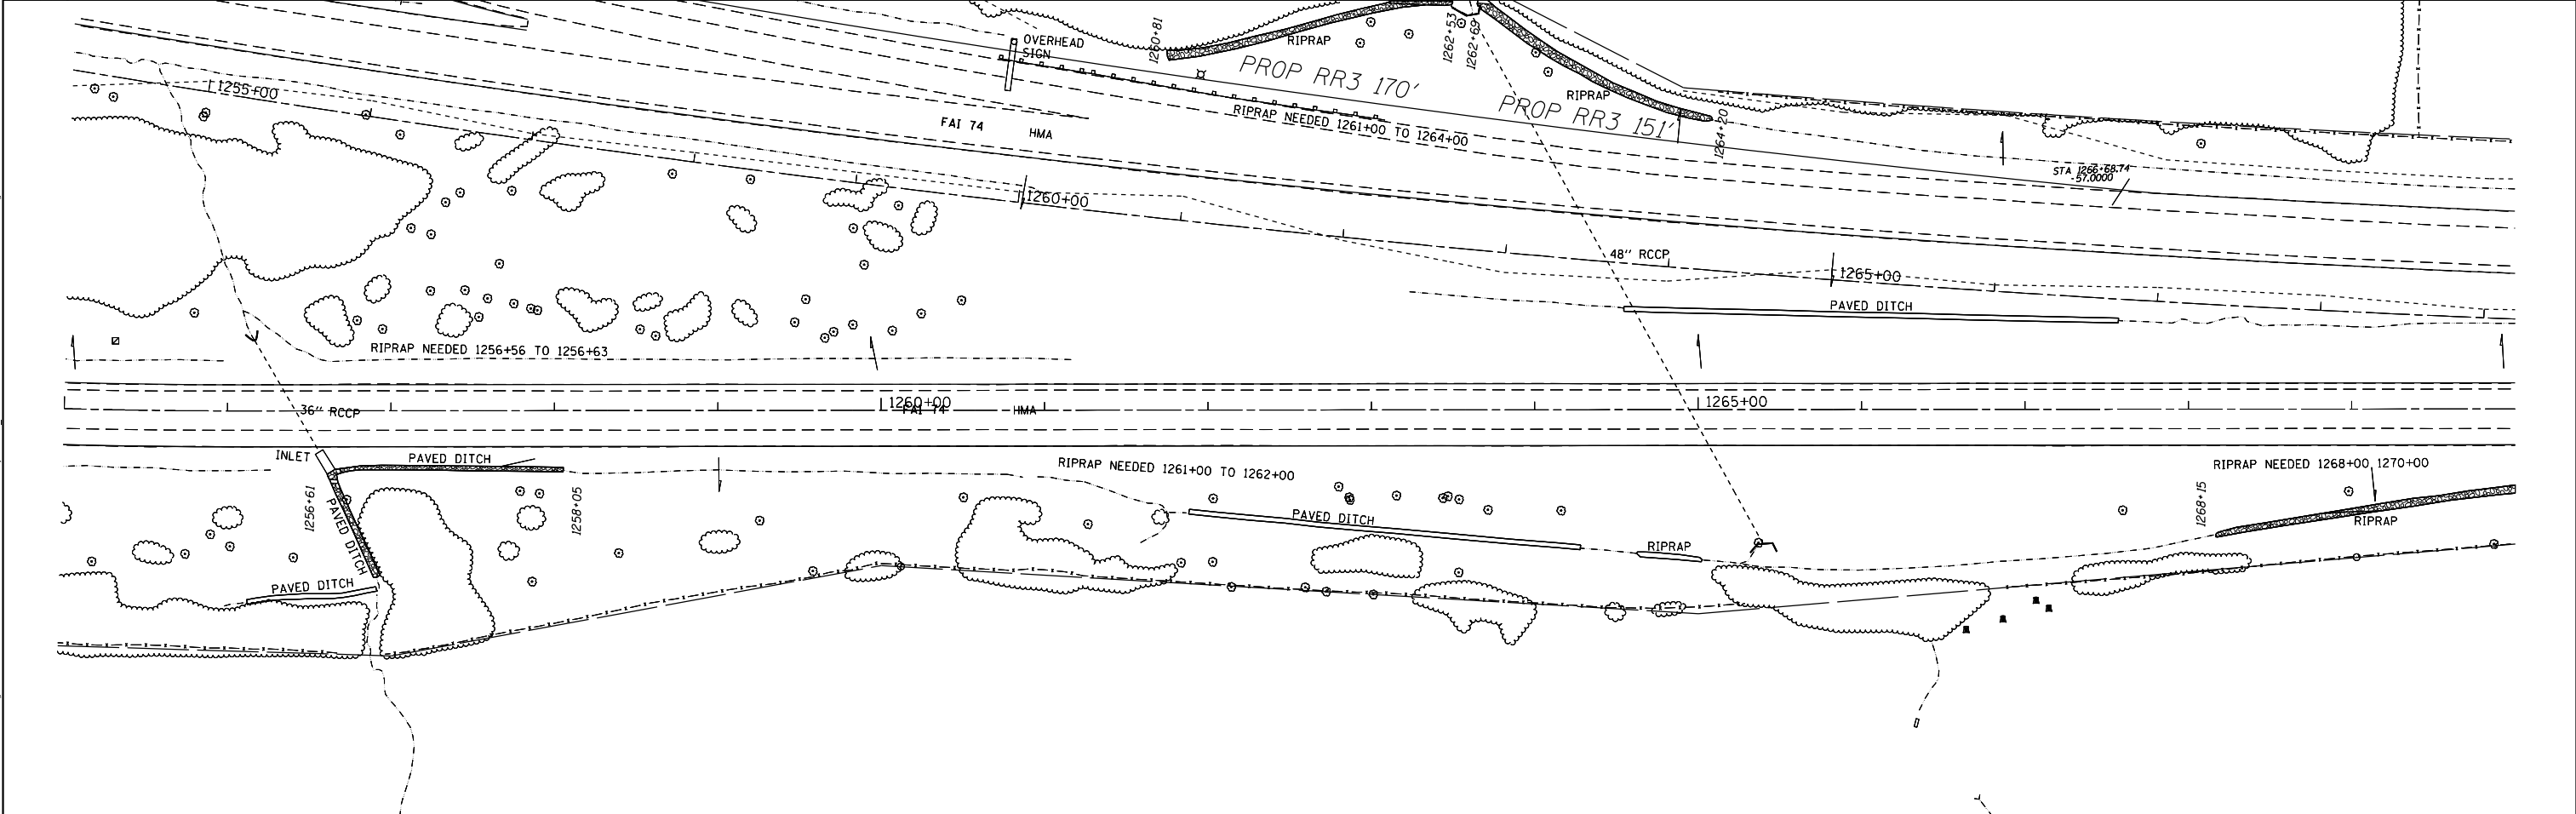 OVERHEAD
SIGN
1260+81
RIPRAP
1262+53
1262+69
PROP RR3 170'
RIPRAP
PROP RR3 151'
1264+20
1255+00
FAI 74
HMA
RIPRAP NEEDED 1261+00 TO 1264+00
STA 1266+68.74
-57.0000
1260+00
48" RCCP
1265+00
PAVED DITCH
RIPRAP NEEDED 1256+56 TO 1256+63
36" RCCP
1260+00
FAI 74
HMA
1265+00
INLET
PAVED DITCH
RIPRAP NEEDED 1261+00 TO 1262+00
RIPRAP NEEDED 1268+00 1270+00
1256+61
PAVED DITCH
1258+05
PAVED DITCH
1268+15
RIPRAP
RIPRAP
PAVED DITCH